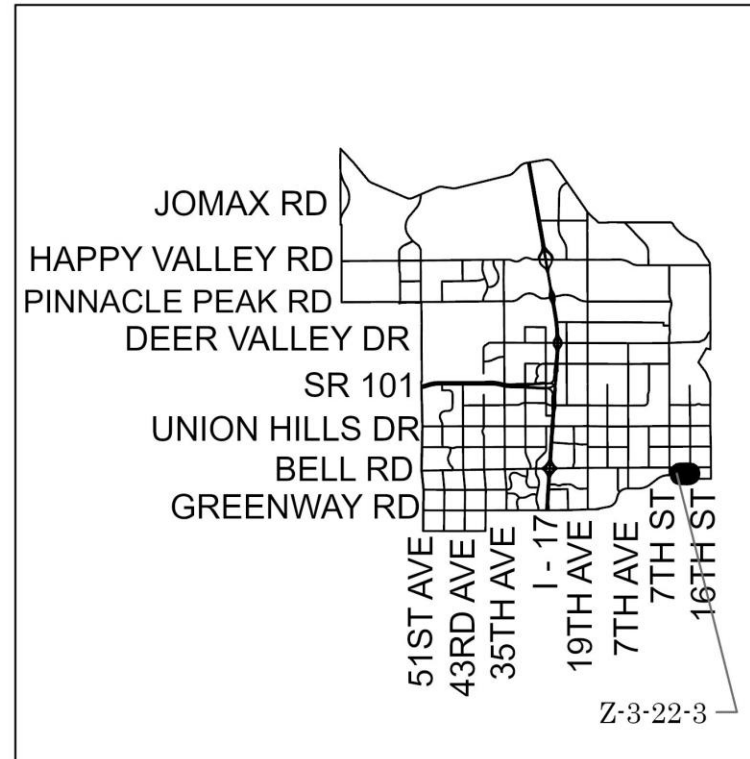 JOMAX RD
HAPPY VALLEY RD
PINNACLE PEAK RD
DEER VALLEY DR
SR 101
UNION HILLS DR
BELL RD
GREENWAY RD
51ST AVE
43RD AVE
35TH AVE
I - 17
19TH AVE
7TH AVE
7TH ST
16TH ST
Z-3-22-3